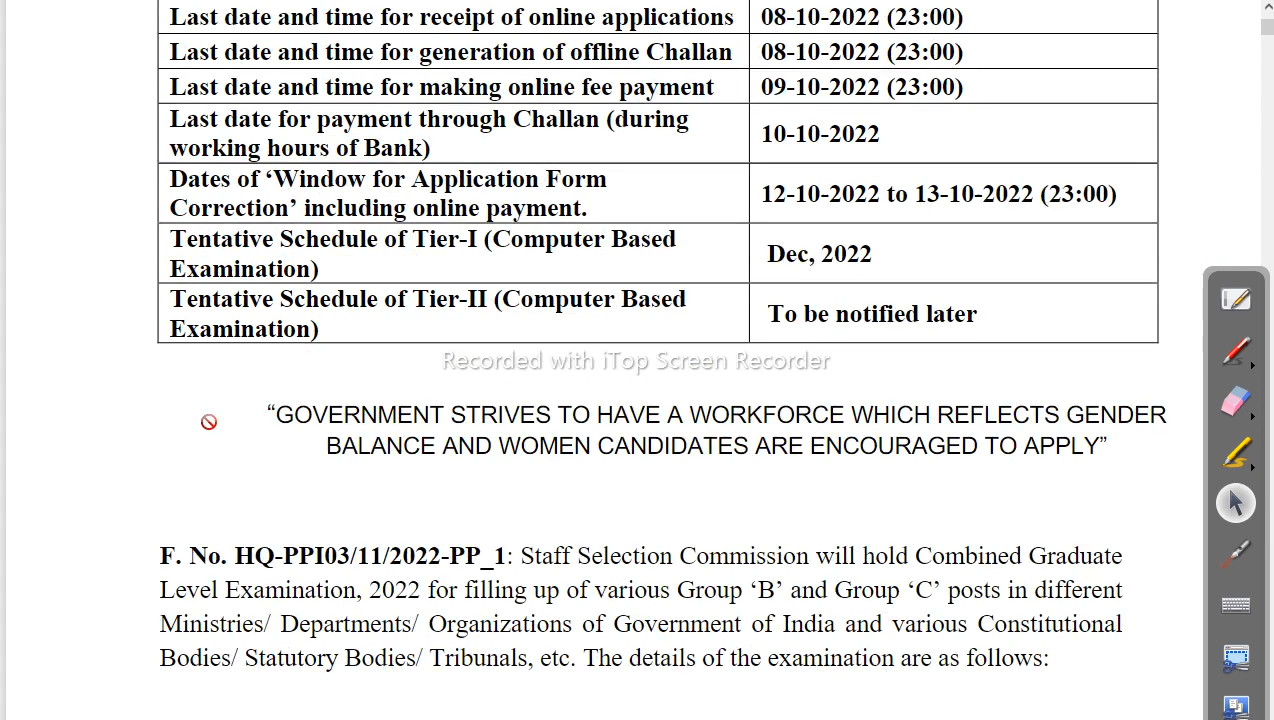 Last date and time for receipt of online applications 08-10-2022 (23:00)
Last date and time for generation of offline Challan 08-10-2022 (23:00)
Last date and time for making online fee payment 09-10-2022 (23:00)
Last date for payment through Challan (during
working hours of Bank) 10-10-2022
Dates of ‘Window for Application Form
Correction’ including online payment. 12-10-2022 to 13-10-2022 (23:00)
Tentative Schedule of Tier-I (Computer Based
Examination) Dec, 2022
Tentative Schedule of Tier-II (Computer Based
Examination) To be notified later
Recorded with iTop Screen Recorder
“GOVERNMENT STRIVES TO HAVE A WORKFORCE WHICH REFLECTS GENDER
BALANCE AND WOMEN CANDIDATES ARE ENCOURAGED TO APPLY”
F. No. HQ-PPI03/11/2022-PP_1: Staff Selection Commission will hold Combined Graduate
Level Examination, 2022 for filling up of various Group ‘B’ and Group ‘C’ posts in different
Ministries/ Departments/ Organizations of Government of India and various Constitutional
Bodies/ Statutory Bodies/ Tribunals, etc. The details of the examination are as follows: